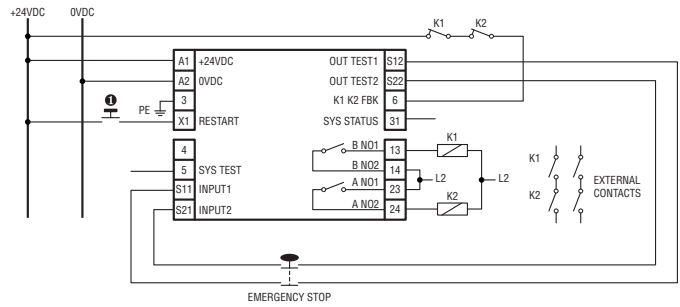 +24VDC 0VDC
K1 K2
A1 +24VDC OUT TEST1 S12
A2 0VDC OUT TEST2 S22
PE 3 K1 K2 FBK 6
1 X1 RESTART SYS STATUS 31
4 B NO1 13 K1
5 SYS TEST B NO2 14 L2 L2
S11 INPUT1 A NO1 23
S21 INPUT2 A NO2 24 K2
K1
K2
EXTERNAL
CONTACTS
EMERGENCY STOP